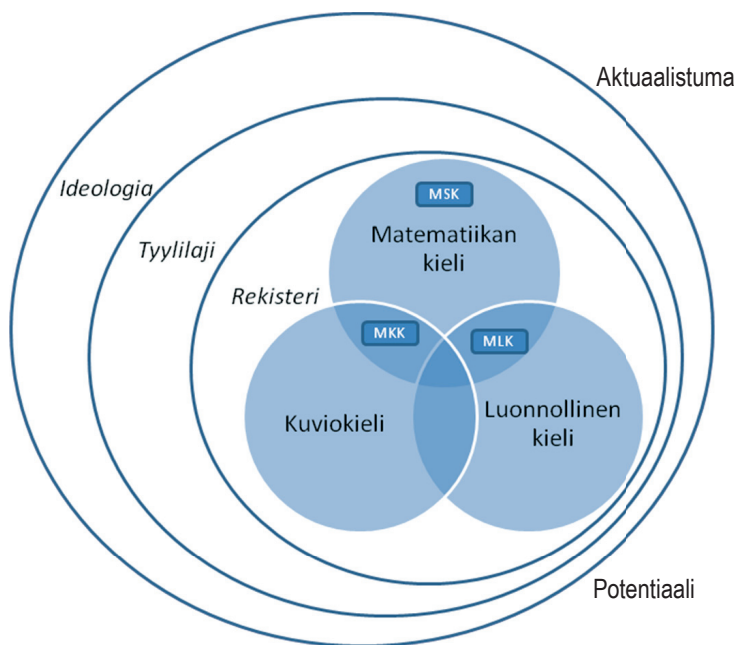 Aktuaalistuma
Ideologia
MSK
Matematiikan
kieli
Tyylilaji
Rekisteri
MKK
MLK
Kuviokieli
Luonnollinen
kieli
Potentiaali